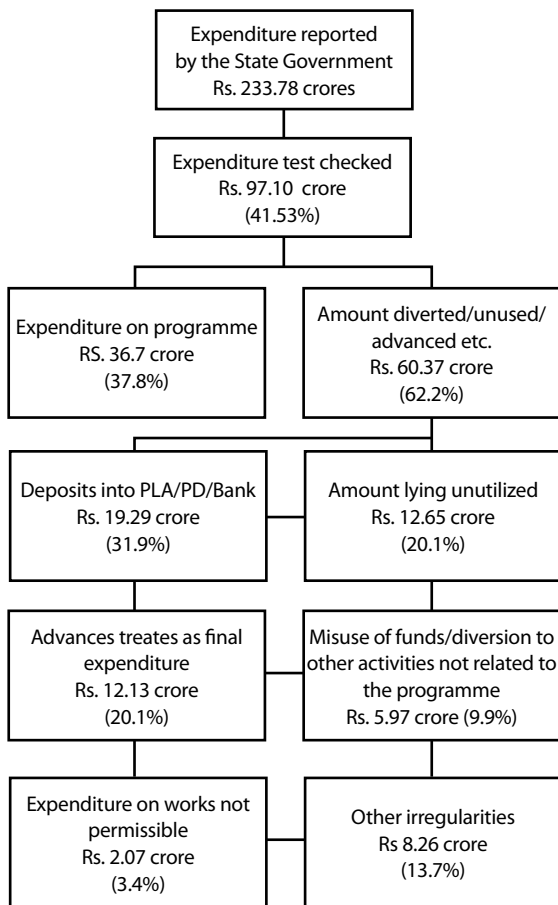 Expenditure reported
by the State Government
Rs. 233.78 crores
Expenditure test checked
Rs. 97.10 crore
(41.53%)
Expenditure on programme
RS. 36.7 crore
(37.8%)
Amount diverted/unused/
advanced etc.
Rs. 60.37 crore
(62.2%)
Deposits into PLA/PD/Bank
Rs. 19.29 crore
(31.9%)
Amount lying unutilized
Rs. 12.65 crore
(20.1%)
Advances treates as final
expenditure
Rs. 12.13 crore
(20.1%)
Misuse of funds/diversion to
other activities not related to
the programme
Rs. 5.97 crore (9.9%)
Expenditure on works not
permissible
Rs. 2.07 crore
(3.4%)
Other irregularities
Rs 8.26 crore
(13.7%)